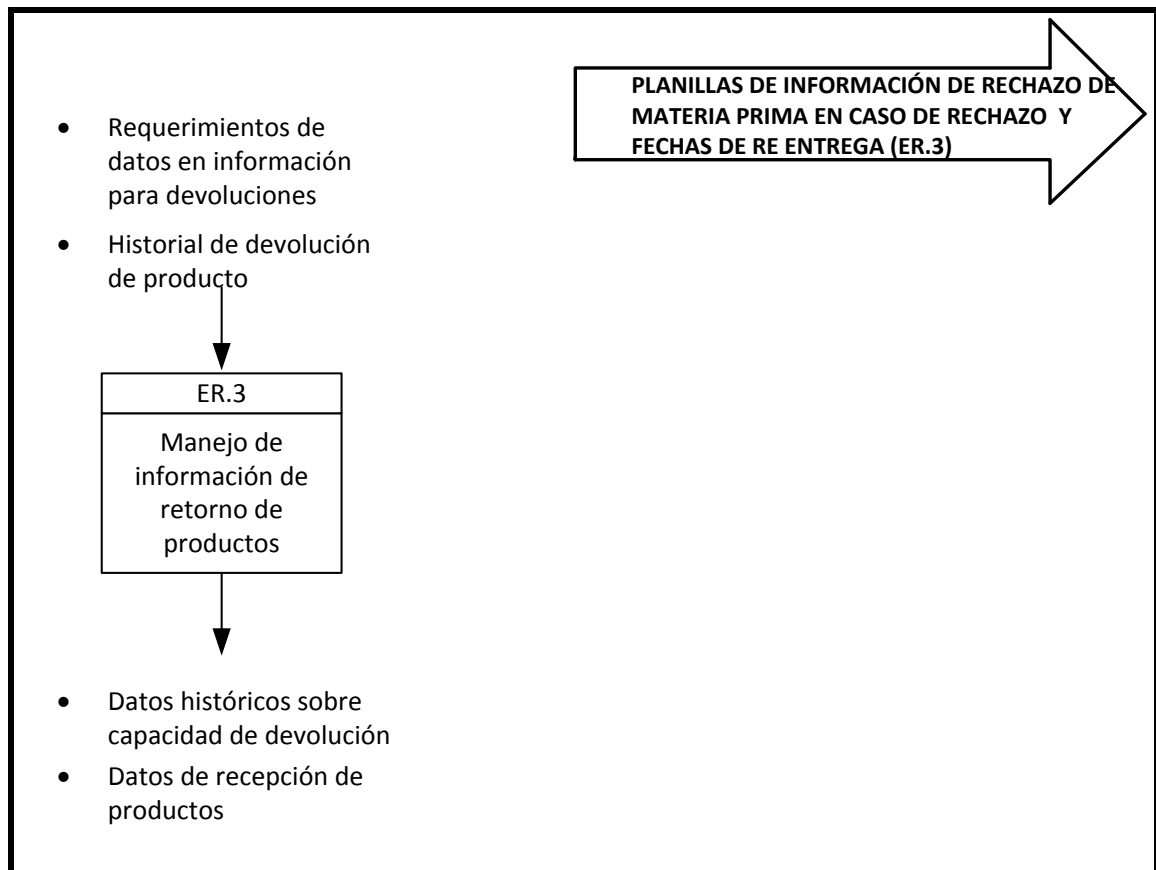 • Requerimientos de
datos en información
para devoluciones
• Historial de devolución
de producto
ER.3
Manejo de
información de
retorno de
productos
• Datos históricos sobre
capacidad de devolución
• Datos de recepción de
productos
PLANILLAS DE INFORMACIÓN DE RECHAZO DE
MATERIA PRIMA EN CASO DE RECHAZO Y
FECHAS DE RE ENTREGA (ER.3)